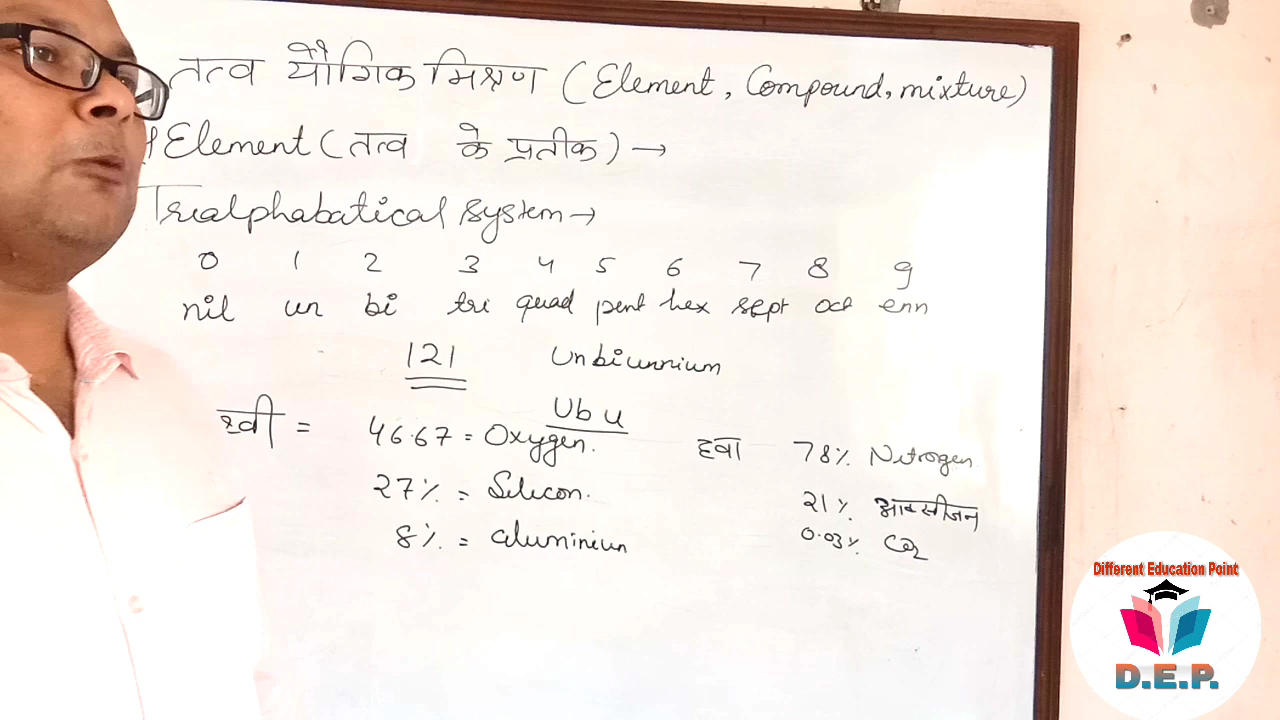 तत्व यौगिक मिश्रण (Element, Compound, mixture)
f Element (तत्व के प्रतीक) →
Trialphabatical system →
0 1 2 3 4 5 6 7 8 9
nil un bi tri quad pent hex sept oct enn
121 Unbiunnium
Ubu
46.67 = Oxygen.
27% = Silicon.
8% = aluminium
हवा 78% Nitrogen
21% आक्सीजन
0.03% CO2
Different Education Point
D.E.P.